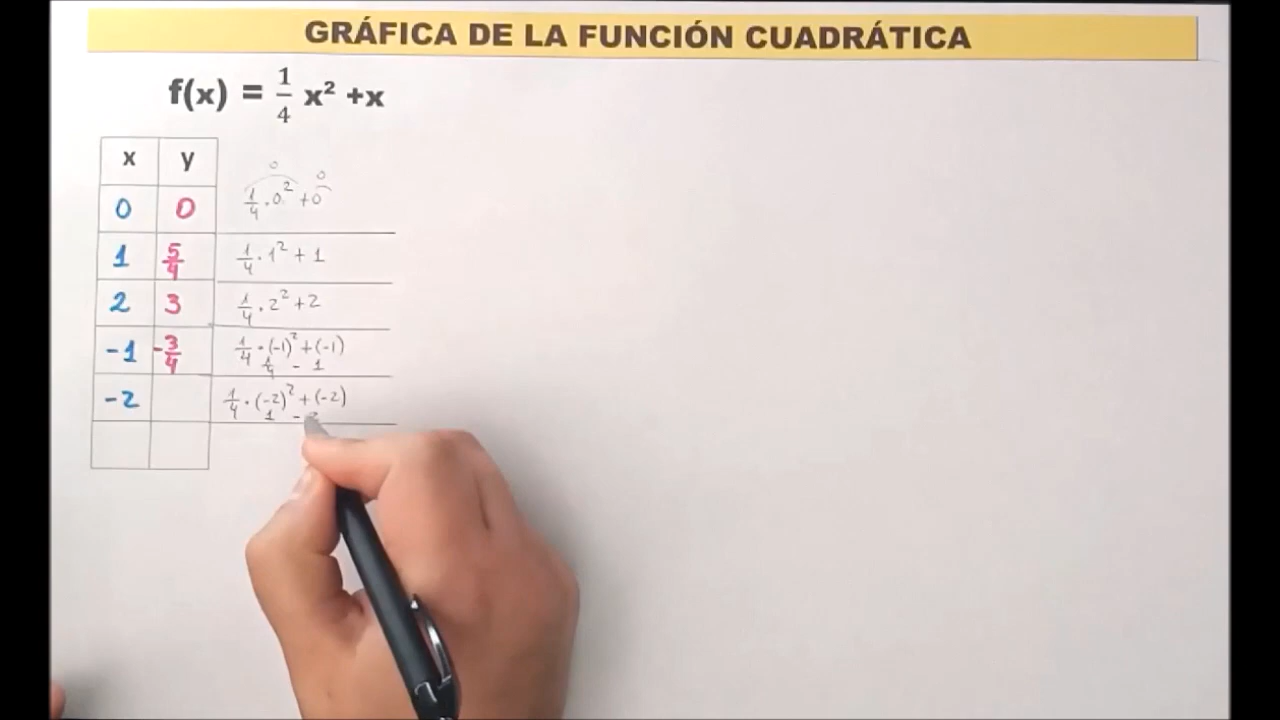 GRÁFICA DE LA FUNCIÓN CUADRÁTICA
f(x) = 1/4 x² +x
x y
0 0 1/4 · 0² + 0 0 0
1 5/4 1/4 · 1² + 1
2 3 1/4 · 2² + 2
-1 -3/4 1/4 · (-1)² + (-1)
1/4 - 1
-2 1/4 · (-2)² + (-2)
1 -